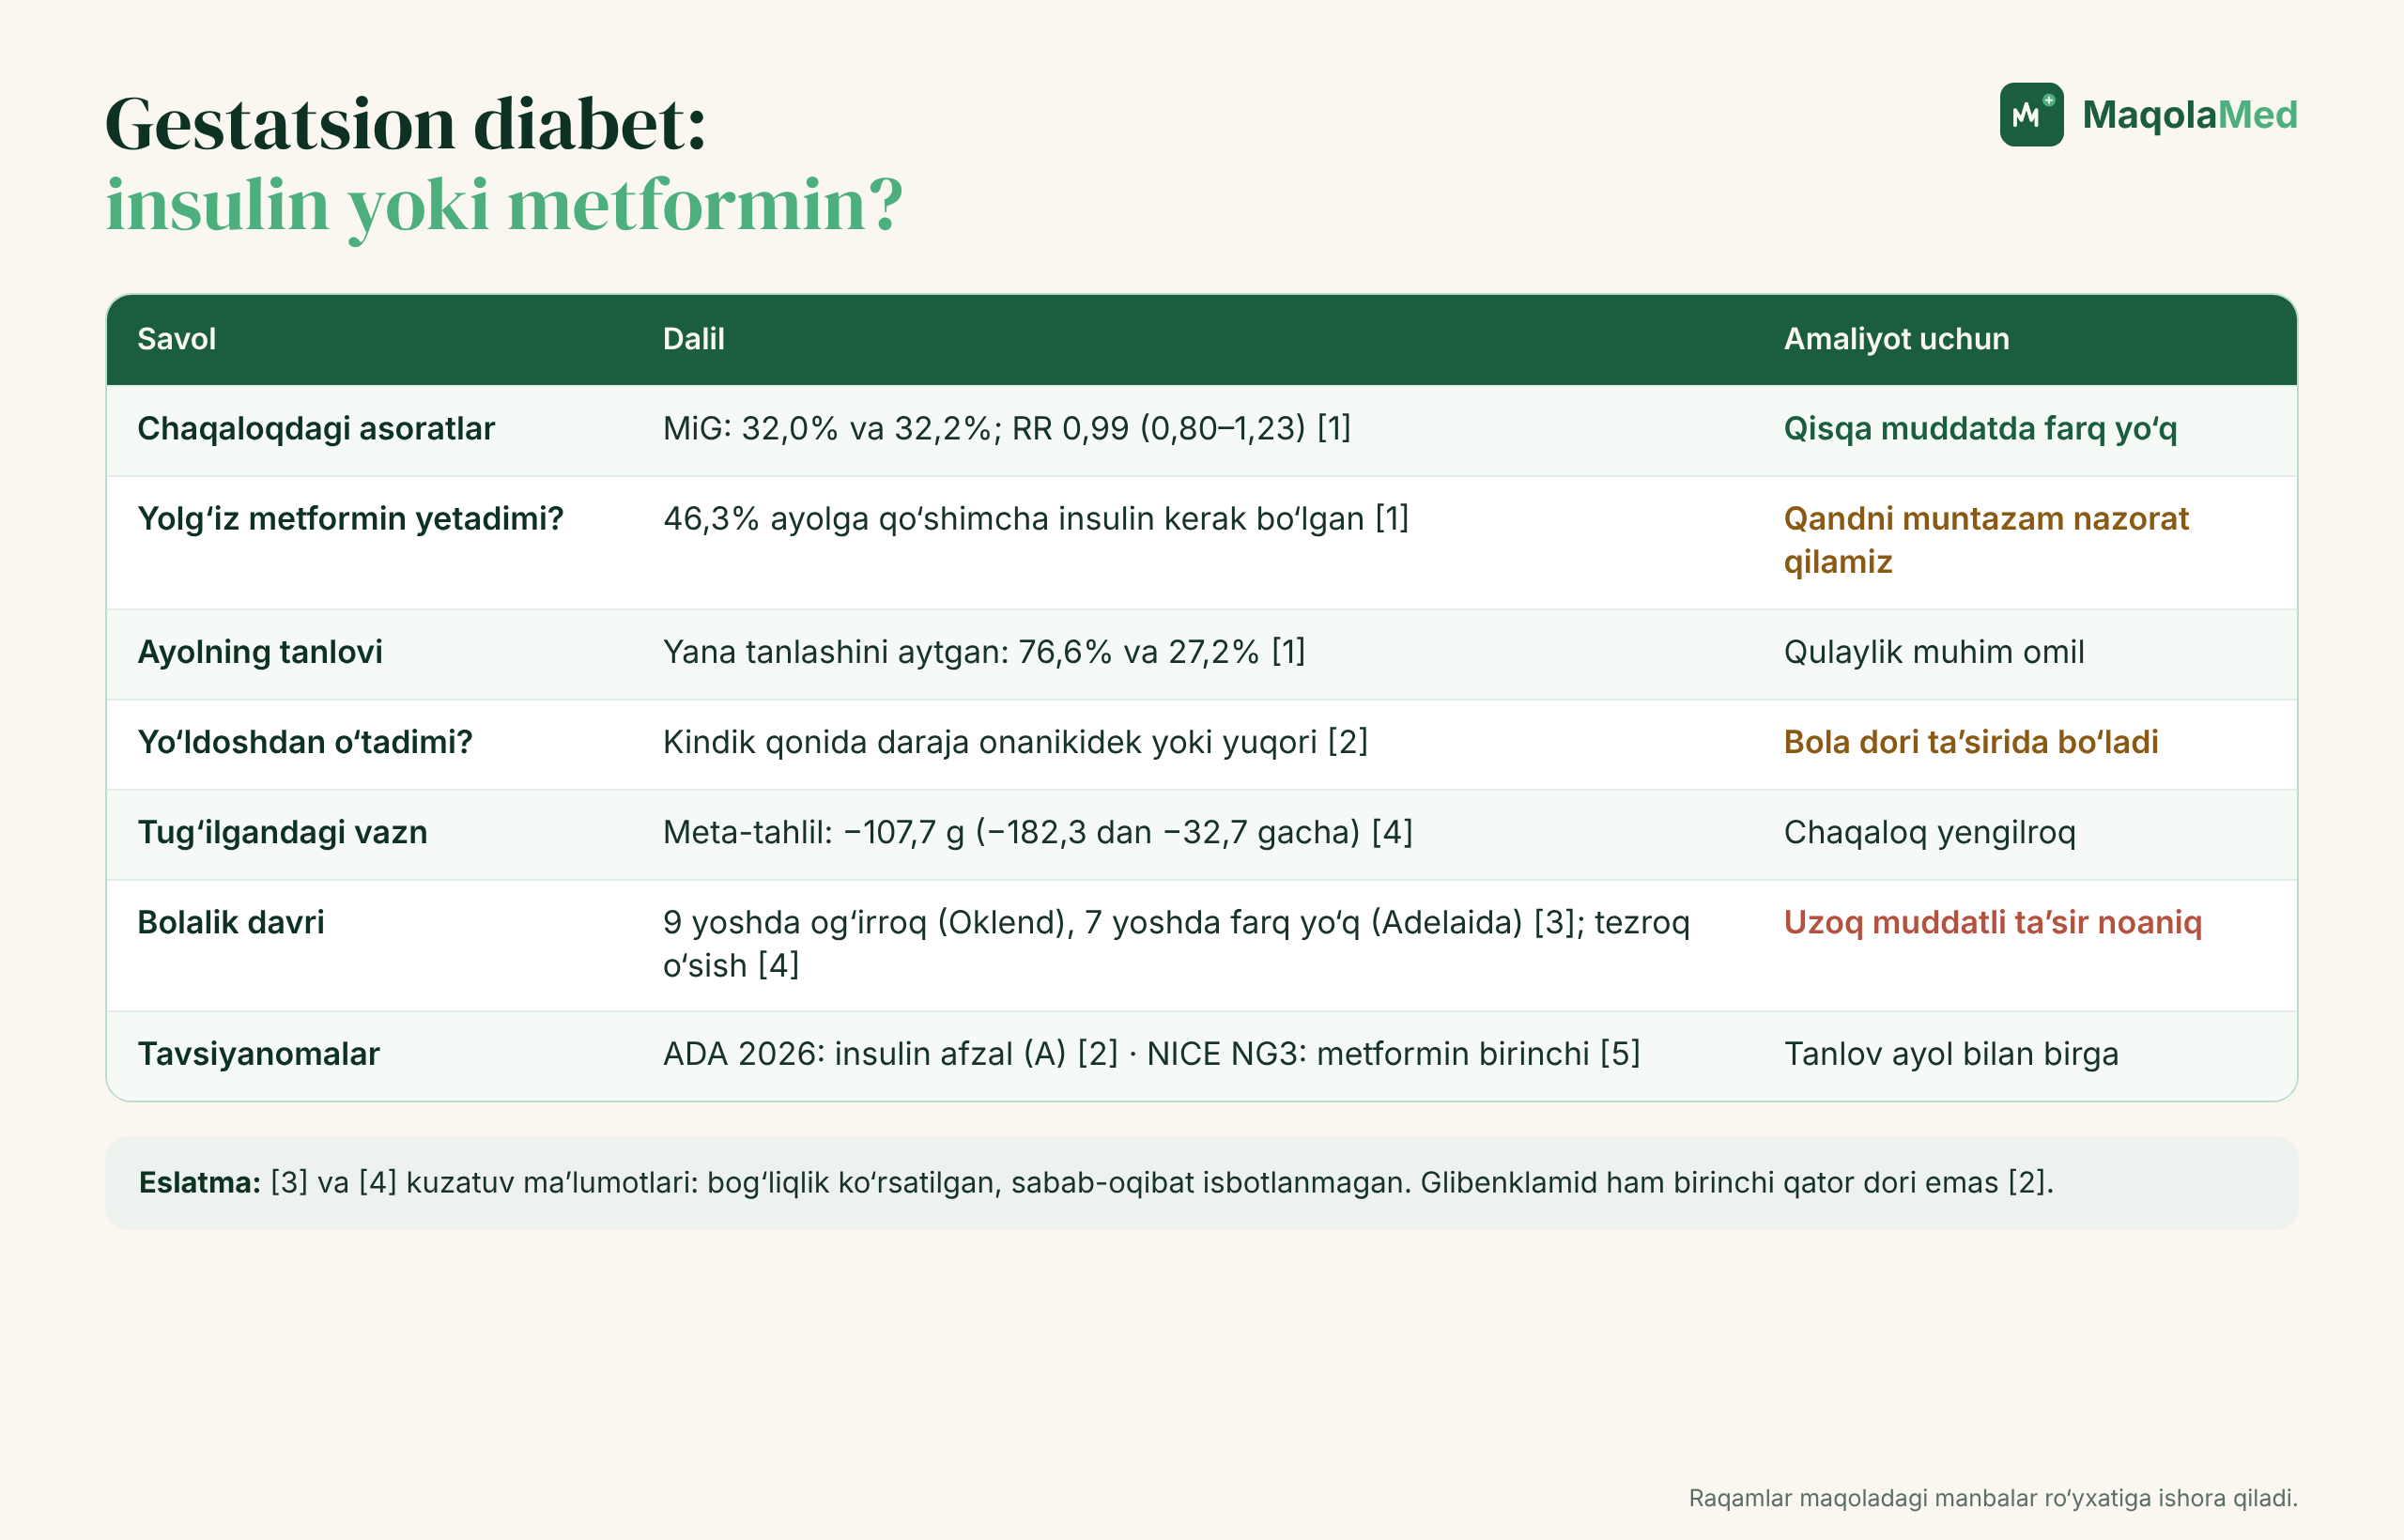 Gestatsion diabet:
insulin yoki metformin?
MaqolaMed
Savol Dalil Amaliyot uchun
Chaqaloqdagi asoratlar MiG: 32,0% va 32,2%; RR 0,99 (0,80–1,23) [1] Qisqa muddatda farq yo‘q
Yolg‘iz metformin yetadimi? 46,3% ayolga qo‘shimcha insulin kerak bo‘lgan [1] Qandni muntazam nazorat
qilamiz
Ayolning tanlovi Yana tanlashini aytgan: 76,6% va 27,2% [1] Qulaylik muhim omil
Yo‘ldoshdan o‘tadimi? Kindik qonida daraja onanikidek yoki yuqori [2] Bola dori ta’sirida bo‘ladi
Tug‘ilgandagi vazn Meta-tahlil: −107,7 g (−182,3 dan −32,7 gacha) [4] Chaqaloq yengilroq
Bolalik davri 9 yoshda og‘irroq (Oklend), 7 yoshda farq yo‘q (Adelaida) [3]; tezroq Uzoq muddatli ta’sir noaniq
o‘sish [4]
Tavsiyanomalar ADA 2026: insulin afzal (A) [2] · NICE NG3: metformin birinchi [5] Tanlov ayol bilan birga
Eslatma: [3] va [4] kuzatuv ma’lumotlari: bog‘liqlik ko‘rsatilgan, sabab-oqibat isbotlanmagan. Glibenklamid ham birinchi qator dori emas [2].
Raqamlar maqoladagi manbalar ro‘yxatiga ishora qiladi.